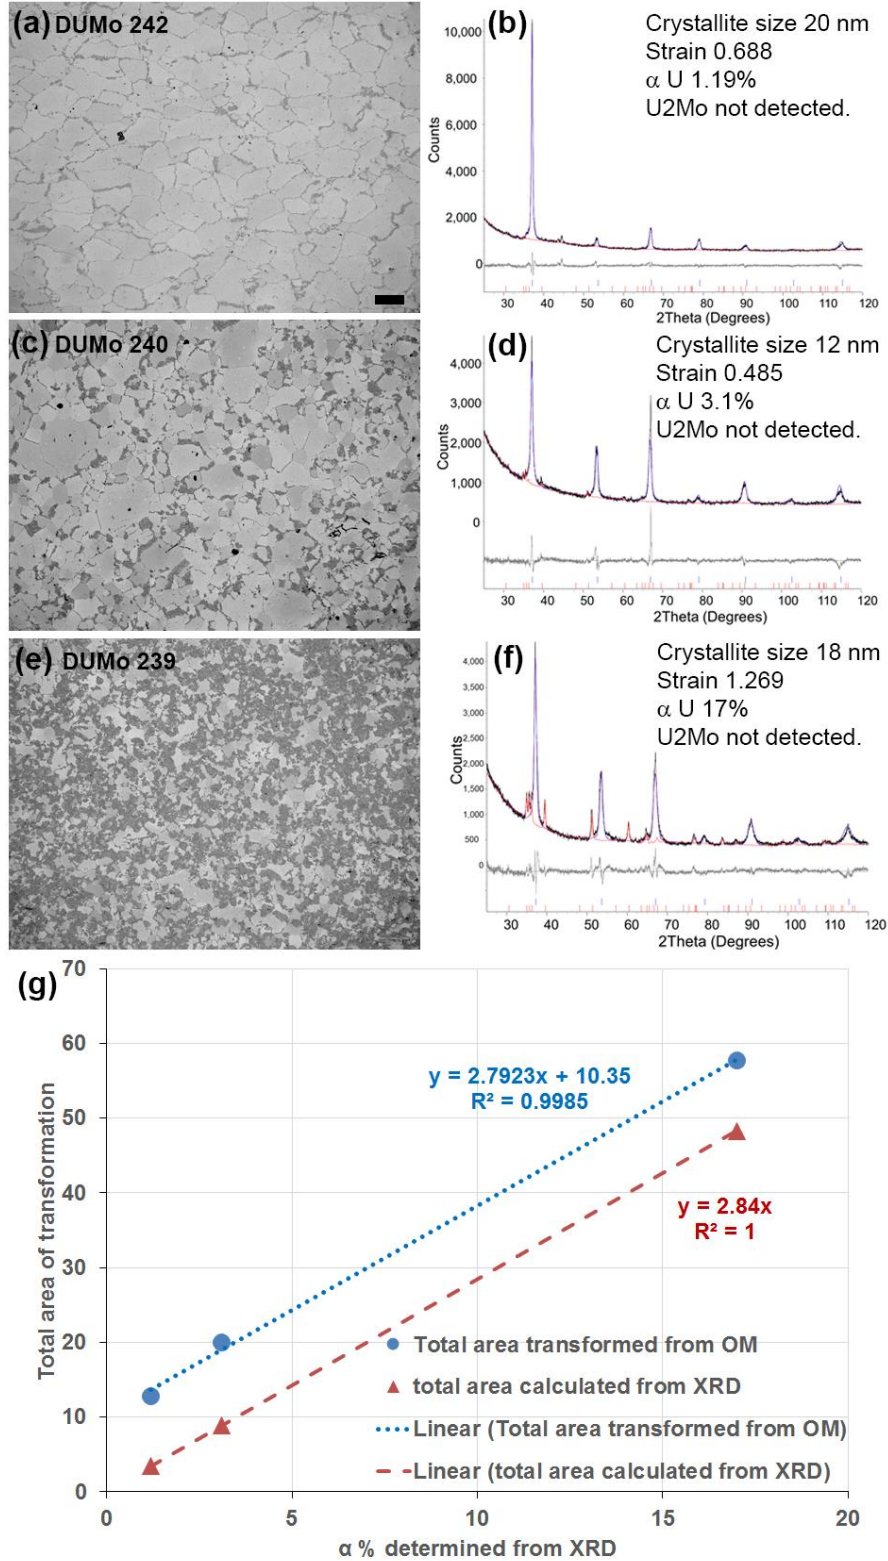 (a) DUMo 242
(b)
Crystallite size 20 nm
Strain 0.688
α U 1.19%
U2Mo not detected.
10,000
8,000
6,000
4,000
2,000
0
Counts
30 40 50 60 70 80 90 100 110 120
2Theta (Degrees)
(c) DUMo 240
(d)
Crystallite size 12 nm
Strain 0.485
α U 3.1%
U2Mo not detected.
4,000
3,000
2,000
1,000
0
Counts
30 40 50 60 70 80 90 100 110 120
2Theta (Degrees)
(e) DUMo 239
(f)
Crystallite size 18 nm
Strain 1.269
α U 17%
U2Mo not detected.
4,000
3,500
3,000
2,500
2,000
1,500
1,000
500
0
Counts
30 40 50 60 70 80 90 100 110 120
2Theta (Degrees)
(g)
70
60
50
40
30
20
10
0
Total area of transformation
y = 2.7923x + 10.35
R² = 0.9985
y = 2.84x
R² = 1
Total area transformed from OM
total area calculated from XRD
Linear (Total area transformed from OM)
Linear (total area calculated from XRD)
0 5 10 15 20
α % determined from XRD